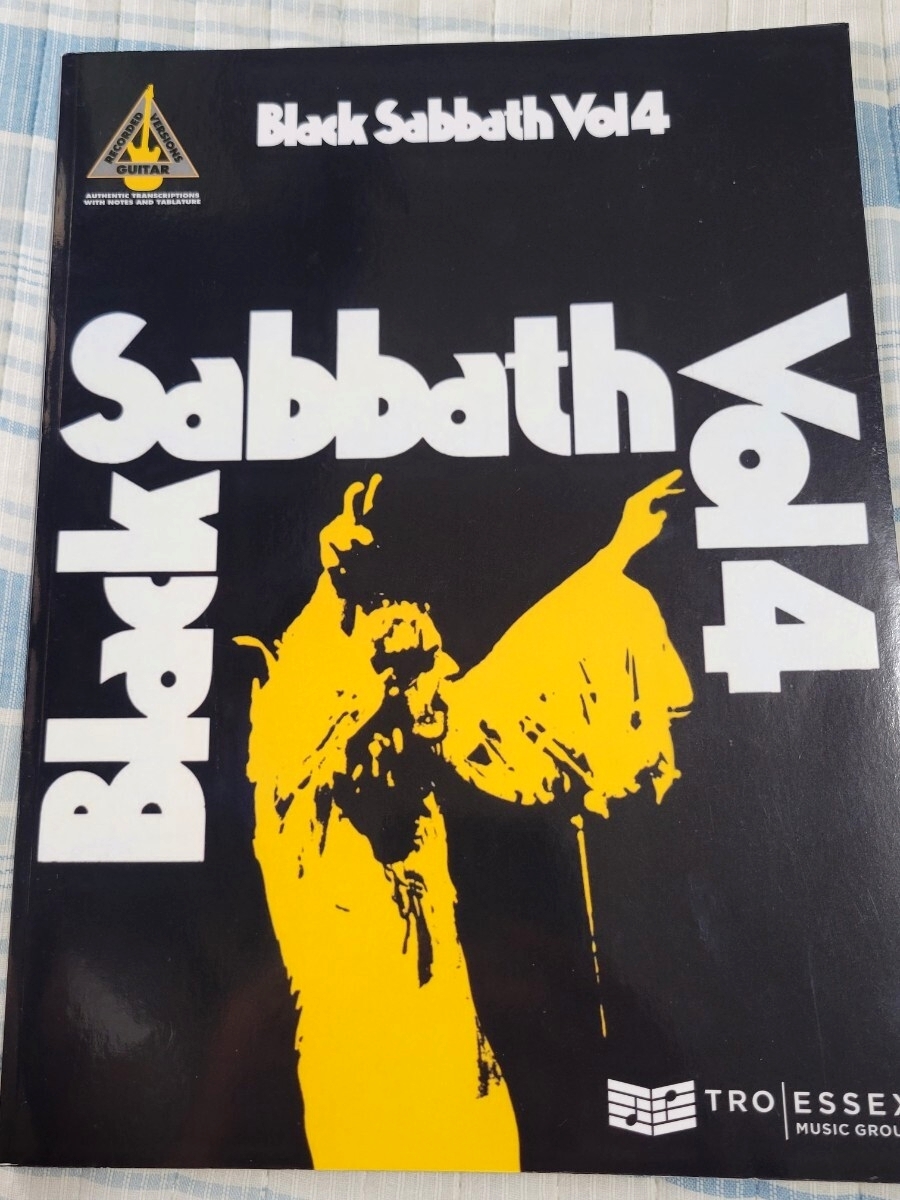 Black Sabbath Vol 4
RECORDED VERSIONS
GUITAR
AUTHENTIC TRANSCRIPTIONS
WITH NOTES AND TABLATURE
Black
Sabbath
Vol 4
TRO ESSEX
MUSIC GROU